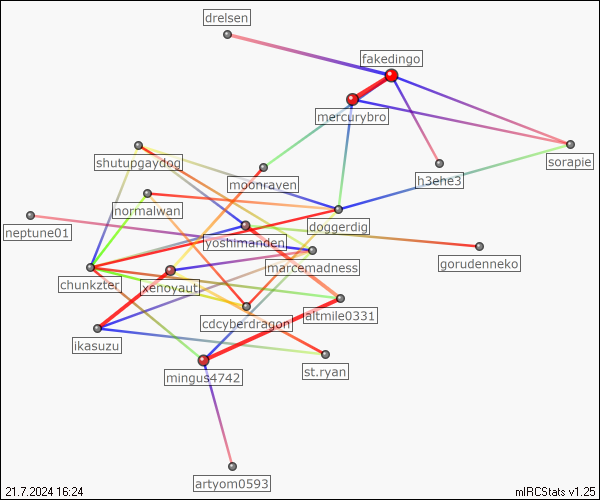 drelsen
fakedingo
mercurybro
shutupgaydog
sorapie
moonraven
h3ehe3
normalwan
neptune01
doggerdig
yoshimanden
marcemadness
gorudenneko
chunkzter
xenoyaut
cdcyberdragon
altmile0331
ikasuzu
mingus4742
st.ryan
artyom0593
21.7.2024 16:24
mIRCStats v1.25